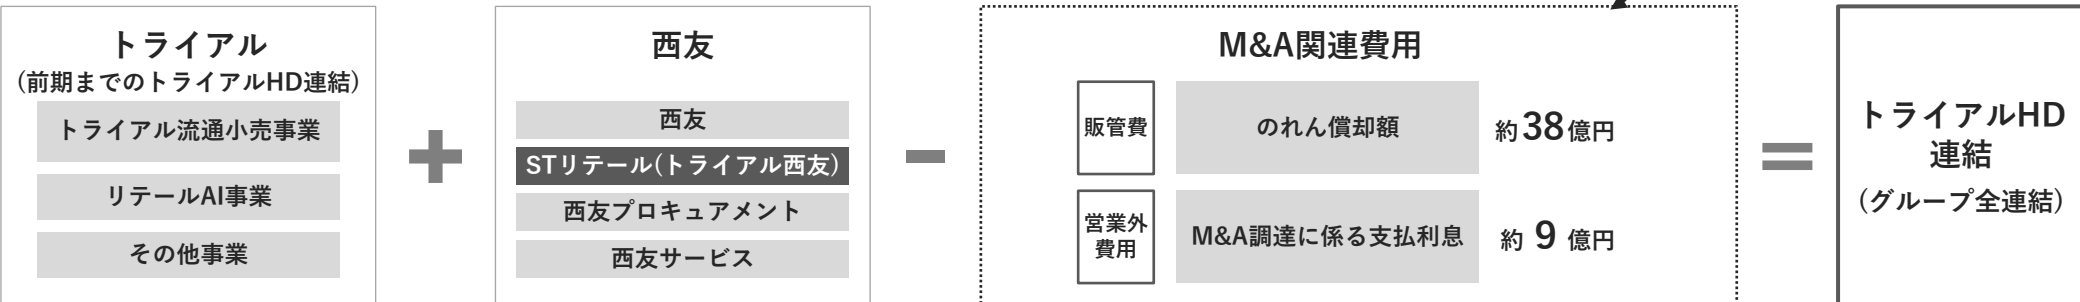 トライアル
(前期までのトライアルHD連結)
トライアル流通小売事業
リテールAI事業
その他事業
+
西友
西友
STリテール(トライアル西友)
西友プロキュアメント
西友サービス
−
M&A関連費用
販管費
のれん償却額
約38億円
営業外
費用
M&A調達に係る支払利息
約 9 億円
=
トライアルHD
連結
(グループ全連結)